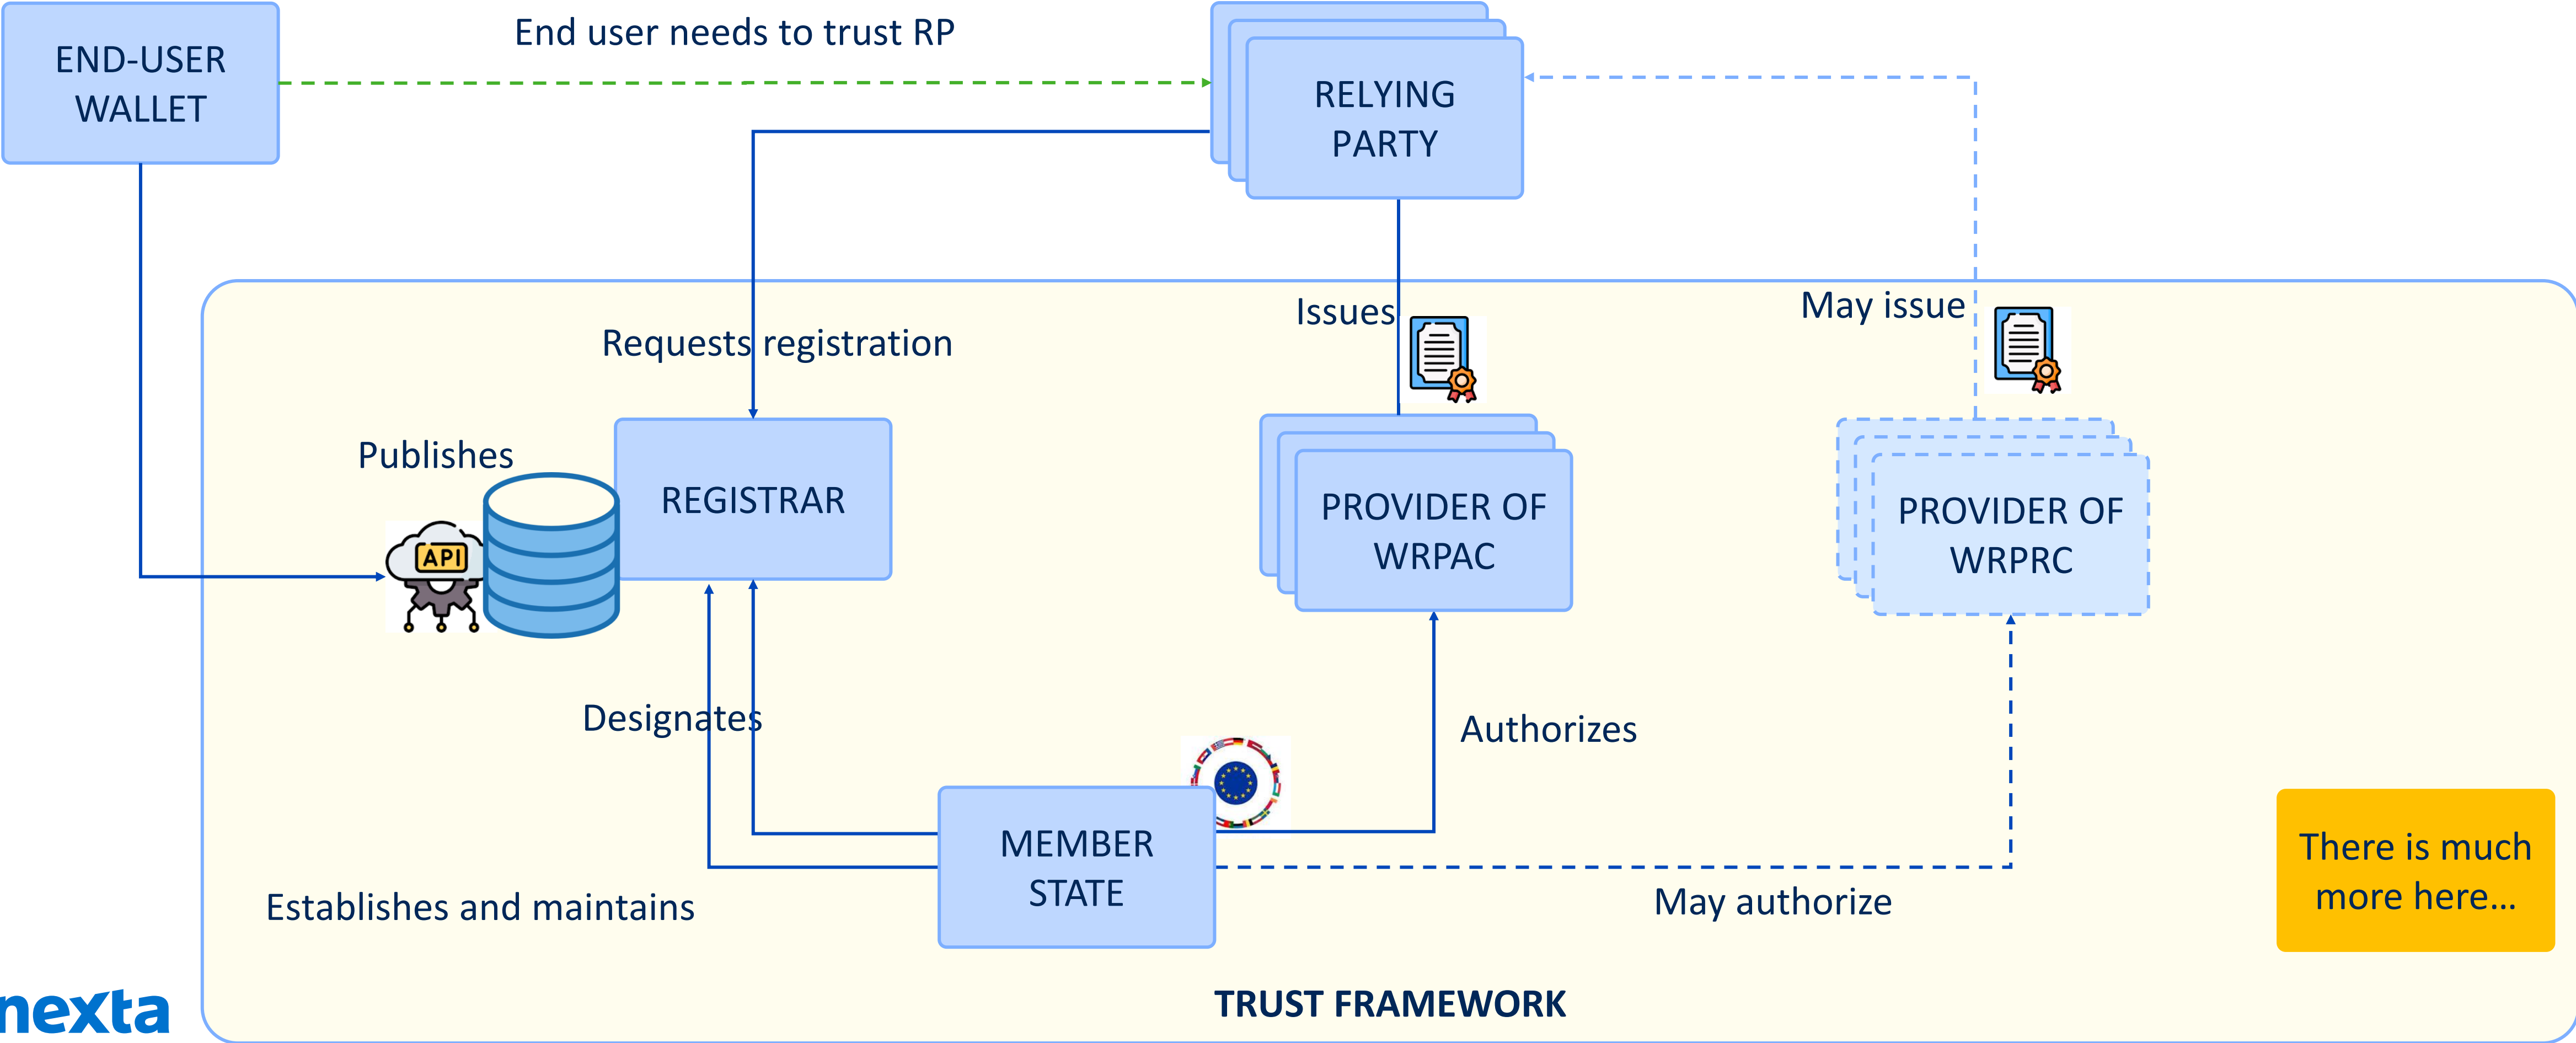 END-USER
WALLET
End user needs to trust RP
RELYING
PARTY
Issues
May issue
Requests registration
Publishes
API
REGISTRAR
PROVIDER OF
WRPAC
PROVIDER OF
WRPRC
Designates
Authorizes
MEMBER
STATE
Establishes and maintains
May authorize
There is much
more here...
TRUST FRAMEWORK
nexta